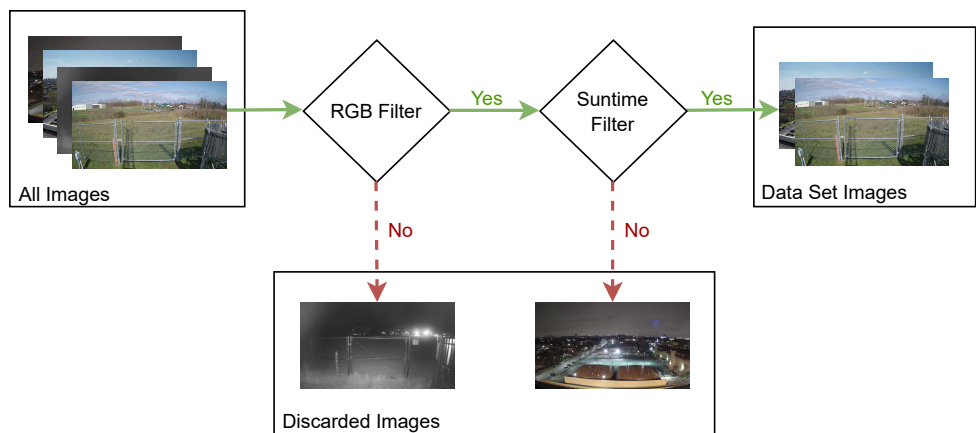 All Images
RGB Filter
Yes
Suntime
Filter
Yes
Data Set Images
No
No
Discarded Images